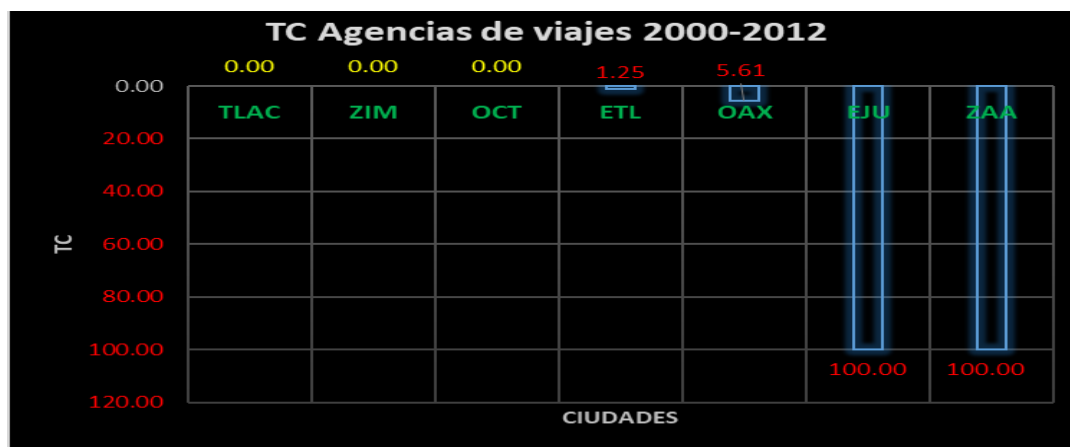 TC Agencias de viajes 2000-2012
0.00 0.00 0.00 1.25 5.61
0.00
TLAC ZIM OCT ETL OAX EJU ZAA
20.00
40.00
60.00
TC
80.00
100.00
100.00 100.00
120.00
CIUDADES